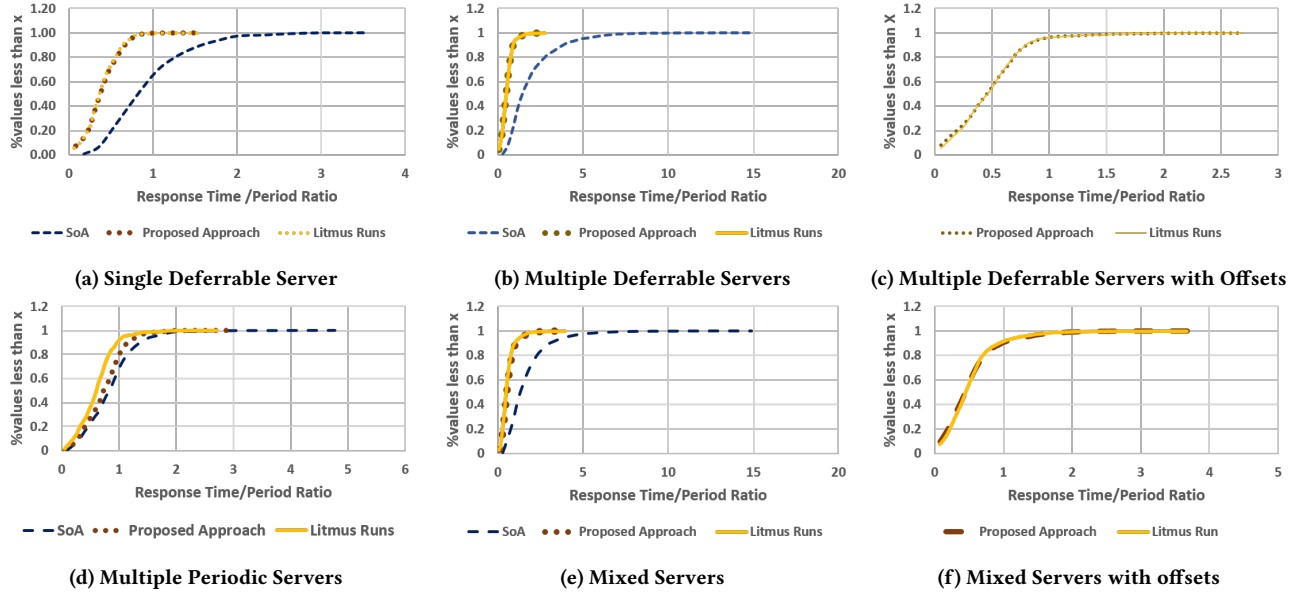 %values less than x
1.00
0.80
0.60
0.40
0.20
0.00
0 1 2 3 4
Response Time /Period Ratio
SoA Proposed Approach Litmus Runs
(a) Single Deferrable Server
%values less than x
1.2
1
0.8
0.6
0.4
0.2
0
0 5 10 15 20
Response Time/Period Ratio
SoA Proposed Approach Litmus Runs
(b) Multiple Deferrable Servers
%values less than x
1.2
1
0.8
0.6
0.4
0.2
0
0.5 1 1.5 2 2.5 3
0
Response Time/Period Ratio
Proposed Approach Litmus Runs
(c) Multiple Deferrable Servers with Offsets
%values less than x
1.2
1
0.8
0.6
0.4
0.2
0
0 1 2 3 4 5 6
Response Time/Period Ratio
SoA Proposed Approach Litmus Runs
(d) Multiple Periodic Servers
%values less than x
1.2
1
0.8
0.6
0.4
0.2
0
0 5 10 15 20
Response Time/Period Ratio
SoA Proposed Approach Litmus Runs
(e) Mixed Servers
%values less than x
1.2
1
0.8
0.6
0.4
0.2
0
0 1 2 3 4 5
Response Time/Period Ratio
Proposed Approach Litmus Run
(f) Mixed Servers with offsets